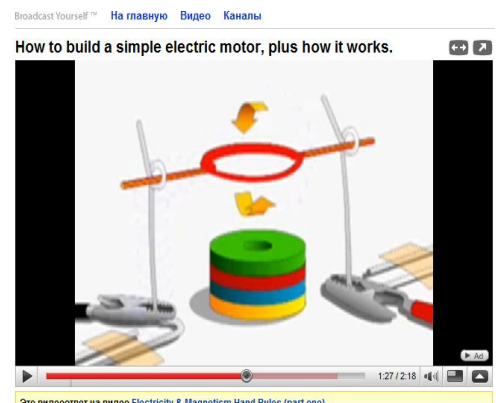 Broadcast Yourself ™ На главную Видео Каналы
How to build a simple electric motor, plus how it works.
Ad
1:27 / 2:18
Это видеоответ на видео Electricity & Magnetism Hand Rules (part one)